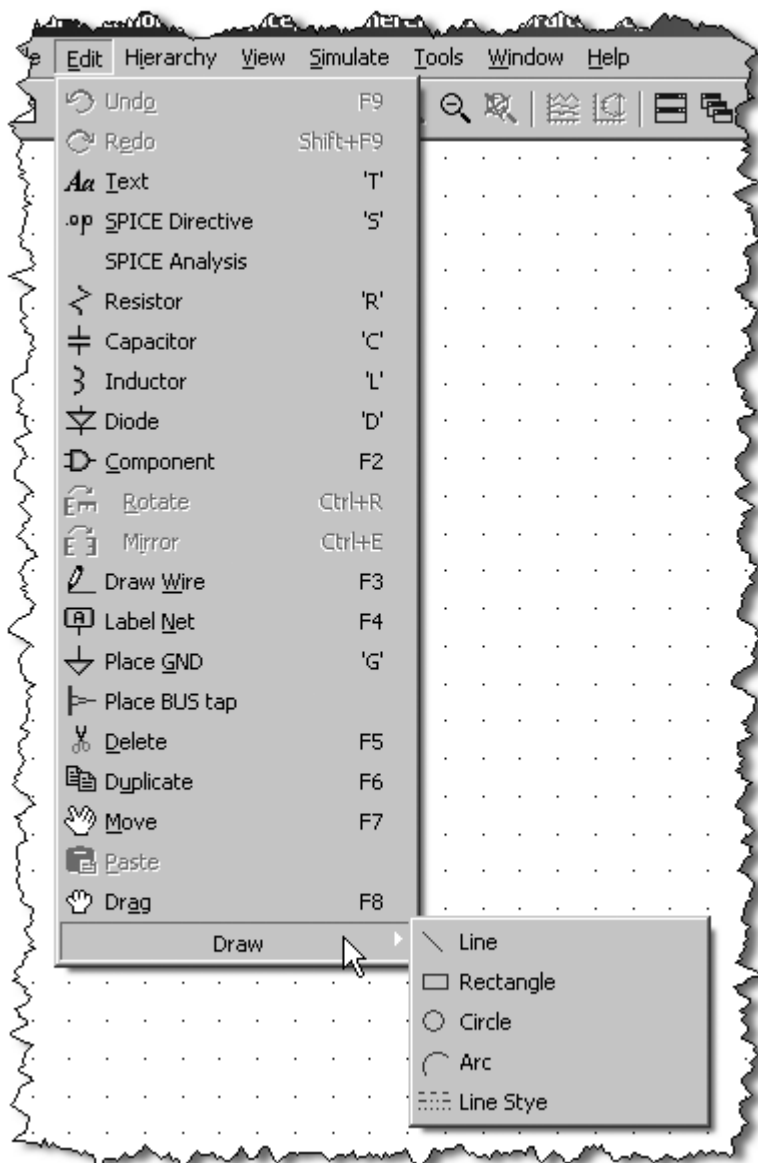 Edit Hierarchy View Simulate Tools Window Help
Undo F9
Redo Shift+F9
Aa Text 'T'
.op SPICE Directive 'S'
SPICE Analysis
Resistor 'R'
Capacitor 'C'
Inductor 'L'
Diode 'D'
Component F2
Rotate Ctrl+R
Mirror Ctrl+E
Draw Wire F3
A Label Net F4
Place GND 'G'
Place BUS tap
Delete F5
Duplicate F6
Move F7
Paste
Drag F8
Draw
Line
Rectangle
Circle
Arc
Line Stye